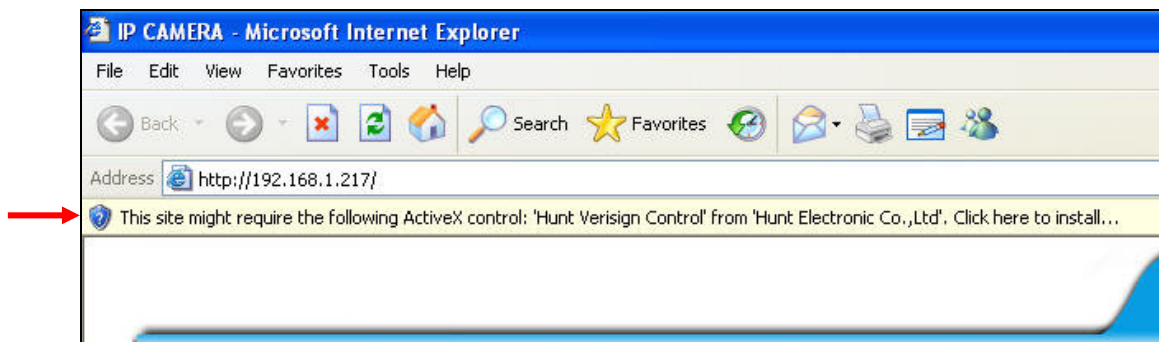 IP CAMERA - Microsoft Internet Explorer
File Edit View Favorites Tools Help
Back Search Favorites
Address http://192.168.1.217/
This site might require the following ActiveX control: 'Hunt Verisign Control' from 'Hunt Electronic Co.,Ltd'. Click here to install...